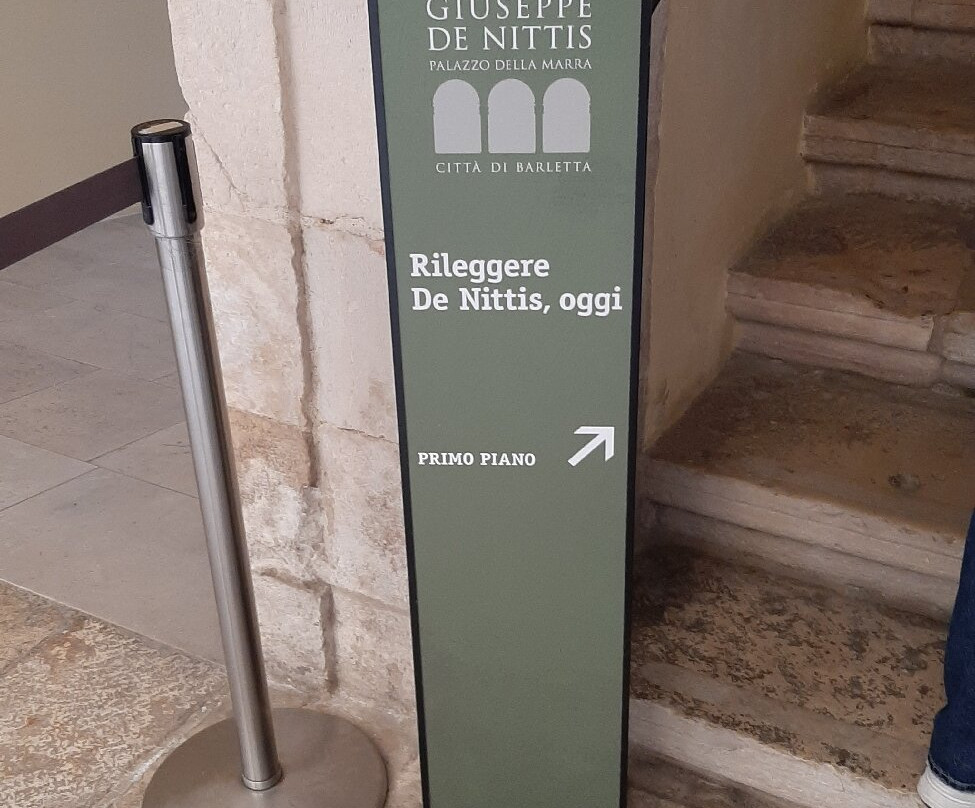 GIUSEPPE
DE NITTIS
PALAZZO DELLA MARRA
CITTÀ DI BARLETTA
Rileggere
De Nittis, oggi
PRIMO PIANO